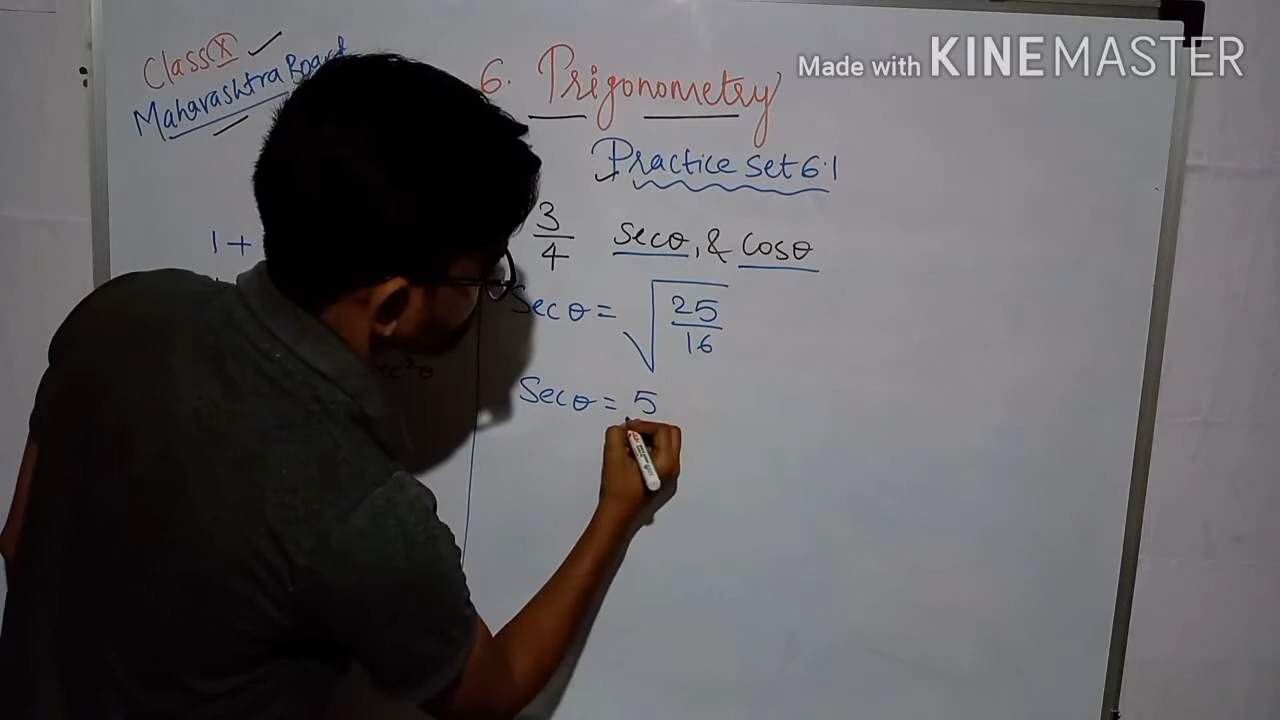 Class X
Maharashtra Board
Made with KINEMASTER
6. Trigonometry
Practice Set 6.1
1 +
3/4 secθ, & cosθ
Secθ = √25/16
sec²θ
Secθ = 5